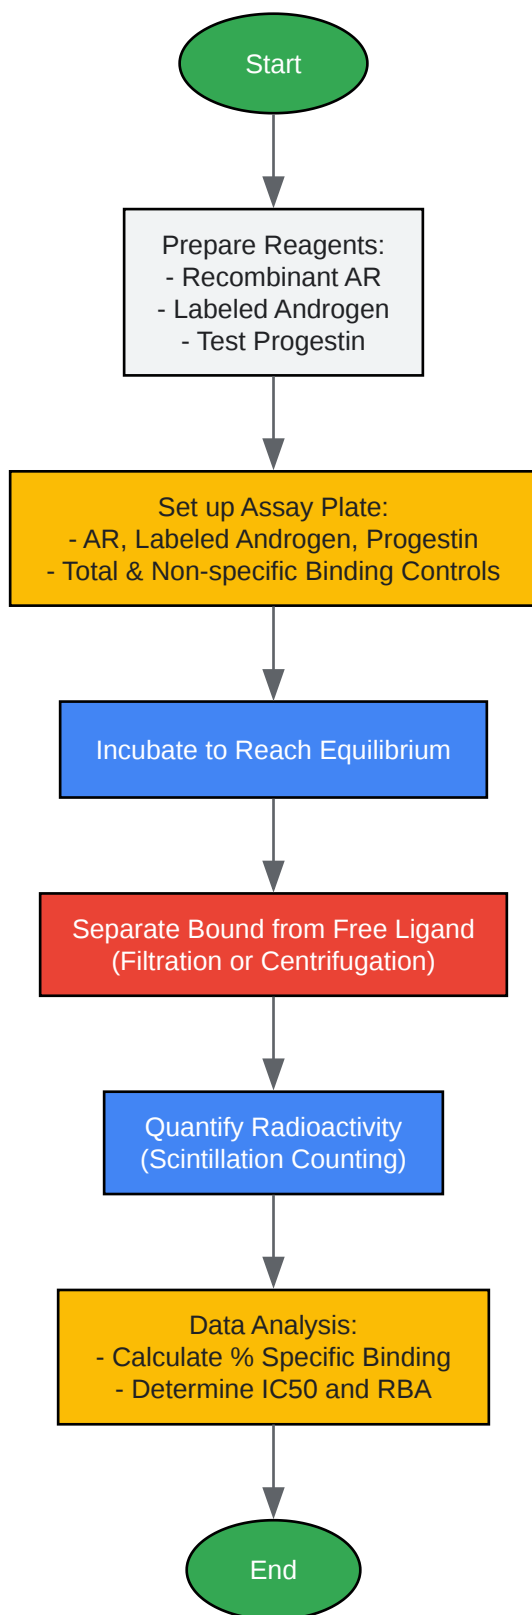 Start
Prepare Reagents:
- Recombinant AR
- Labeled Androgen
- Test Progestin
Set up Assay Plate:
- AR, Labeled Androgen, Progestin
- Total & Non-specific Binding Controls
Incubate to Reach Equilibrium
Separate Bound from Free Ligand
(Filtration or Centrifugation)
Quantify Radioactivity
(Scintillation Counting)
Data Analysis:
- Calculate % Specific Binding
- Determine IC50 and RBA
End